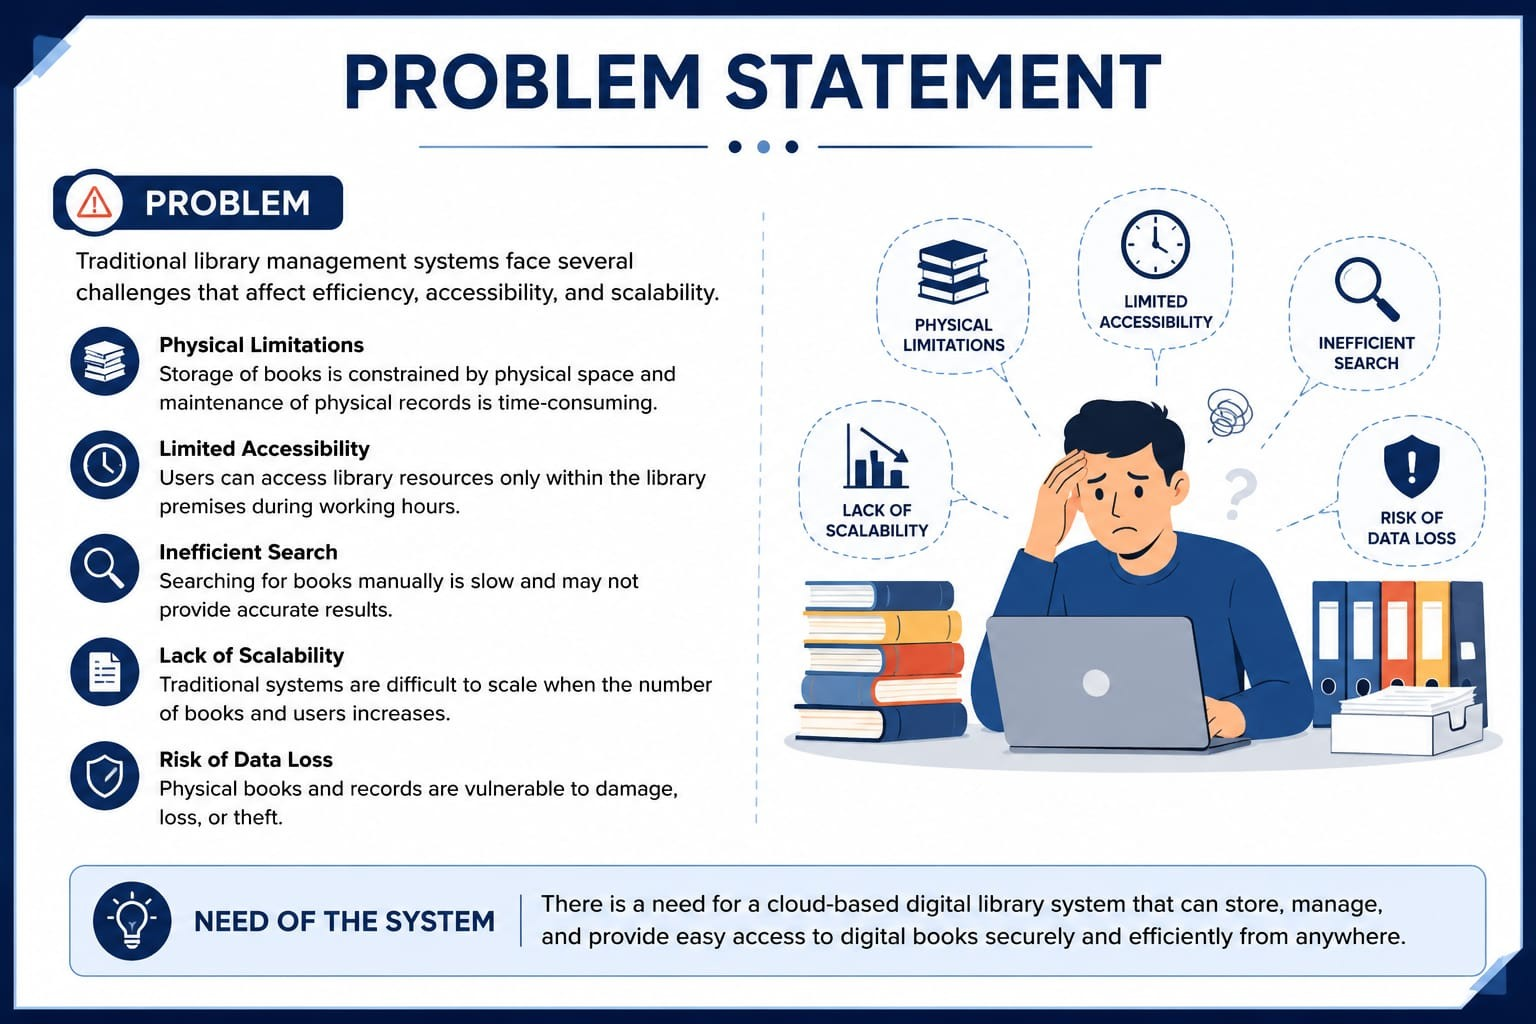 PROBLEM STATEMENT
PROBLEM
Traditional library management systems face several
challenges that affect efficiency, accessibility, and scalability.
Physical Limitations
Storage of books is constrained by physical space and
maintenance of physical records is time-consuming.
Limited Accessibility
Users can access library resources only within the library
premises during working hours.
Inefficient Search
Searching for books manually is slow and may not
provide accurate results.
Lack of Scalability
Traditional systems are difficult to scale when the number
of books and users increases.
Risk of Data Loss
Physical books and records are vulnerable to damage,
loss, or theft.
PHYSICAL
LIMITATIONS
LIMITED
ACCESSIBILITY
INEFFICIENT
SEARCH
LACK OF
SCALABILITY
?
RISK OF
DATA LOSS
NEED OF THE SYSTEM
There is a need for a cloud-based digital library system that can store, manage,
and provide easy access to digital books securely and efficiently from anywhere.